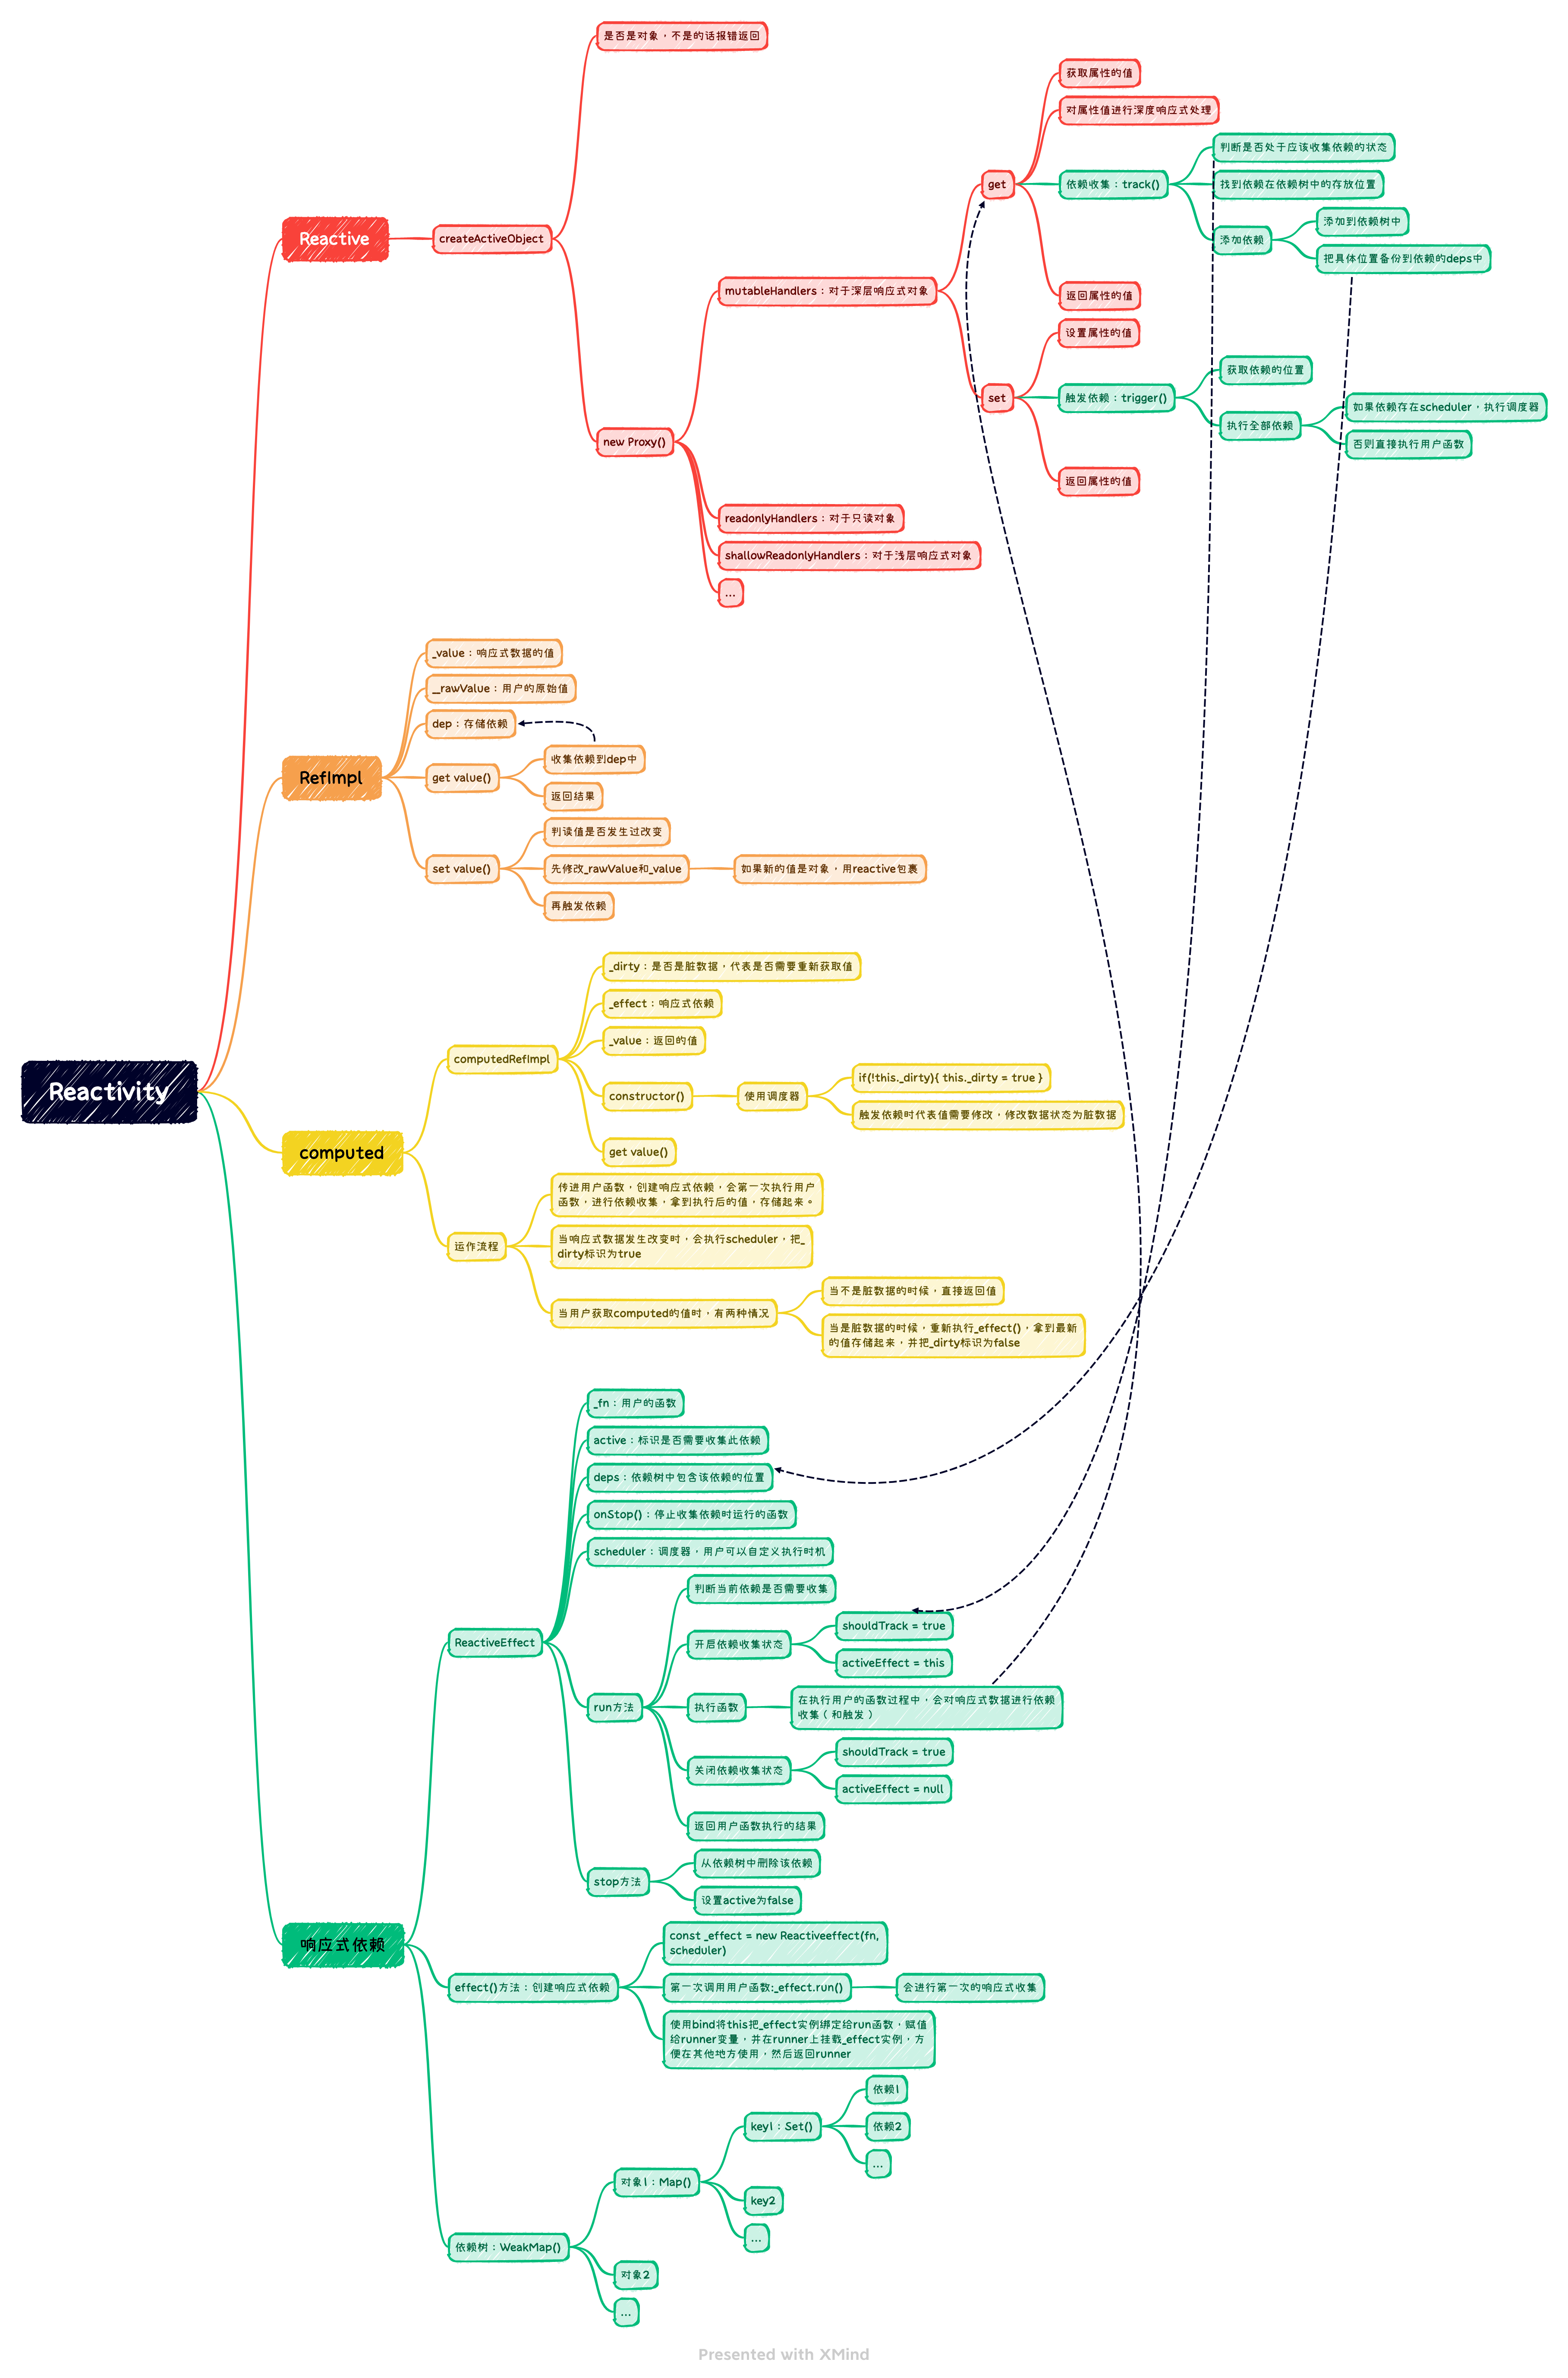 Reactivity
Reactive
createActiveObject
是否是对象，不是的话报错返回
new Proxy()
mutableHandlers：对于深层响应式对象
get
获取属性的值
对属性值进行深度响应式处理
依赖收集：track()
判断是否处于应该收集依赖的状态
找到依赖在依赖树中的存放位置
添加依赖
添加到依赖树中
把具体位置备份到依赖的deps中
返回属性的值
set
设置属性的值
触发依赖：trigger()
获取依赖的位置
执行全部依赖
如果依赖存在scheduler，执行调度器
否则直接执行用户函数
返回属性的值
readonlyHandlers：对于只读对象
shallowReadonlyHandlers：对于浅层响应式对象
...
RefImpl
_value：响应式数据的值
__rawValue：用户的原始值
dep：存储依赖
get value()
收集依赖到dep中
返回结果
set value()
判读值是否发生过改变
先修改_rawValue和_value
如果新的值是对象，用reactive包裹
再触发依赖
computed
computedRefImpl
_dirty：是否是脏数据，代表是否需要重新获取值
_effect：响应式依赖
_value：返回的值
constructor()
使用调度器
if(!this._dirty){ this._dirty = true }
触发依赖时代表值需要修改，修改数据状态为脏数据
get value()
运作流程
传进用户函数，创建响应式依赖，会第一次执行用户
函数，进行依赖收集，拿到执行后的值，存储起来。
当响应式数据发生改变时，会执行scheduler，把_
dirty标识为true
当用户获取computed的值时，有两种情况
当不是脏数据的时候，直接返回值
当是脏数据的时候，重新执行_effect()，拿到最新
的值存储起来，并把_dirty标识为false
响应式依赖
ReactiveEffect
_fn：用户的函数
active：标识是否需要收集此依赖
deps：依赖树中包含该依赖的位置
onStop()：停止收集依赖时运行的函数
scheduler：调度器，用户可以自定义执行时机
run方法
判断当前依赖是否需要收集
开启依赖收集状态
shouldTrack = true
activeEffect = this
执行函数
在执行用户的函数过程中，会对响应式数据进行依赖
收集（和触发）
关闭依赖收集状态
shouldTrack = true
activeEffect = null
返回用户函数执行的结果
stop方法
从依赖树中删除该依赖
设置active为false
effect()方法：创建响应式依赖
const _effect = new Reactiveeffect(fn,
scheduler)
第一次调用用户函数:_effect.run()
会进行第一次的响应式收集
使用bind将this把_effect实例绑定给run函数，赋值
给runner变量，并在runner上挂载_effect实例，方
便在其他地方使用，然后返回runner
依赖树：WeakMap()
对象1：Map()
key1：Set()
依赖1
依赖2
...
key2
...
对象2
...
Presented with XMind